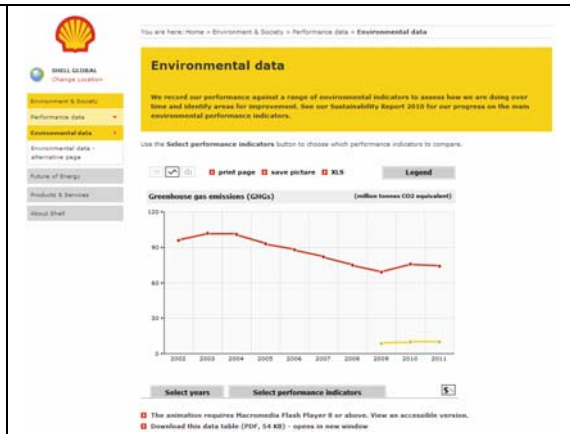 You are here: Home > Environment & Society > Performance data > Environmental data
SHELL GLOBAL
Change Location
Environment & Society
Performance data
Environmental data
Environmental data - alternative page
Future of Energy
Products & Services
About Shell
Environmental data
We record our performance against a range of environmental indicators to assess how we are doing over
time and identify areas for improvement. See our Sustainability Report 2010 for our progress on the main
environmental performance indicators.
Use the Select performance indicators button to choose which performance indicators to compare.
print page save picture XLS Legend
Greenhouse gas emissions (GHGs) (million tonnes CO2 equivalent)
120
90
60
30
0
2002 2003 2004 2005 2006 2007 2008 2009 2010 2011
Select years Select performance indicators
The animation requires Macromedia Flash Player 8 or above. View an accessible version.
Download this data table (PDF, 54 KB) - opens in new window